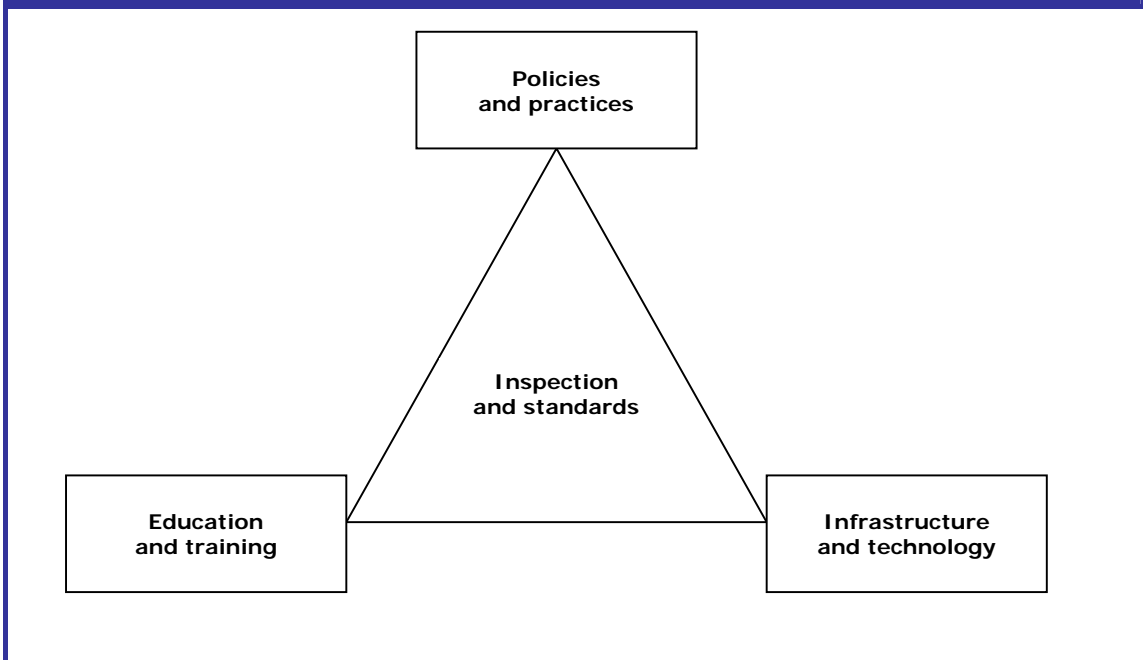 Policies
and practices
Inspection
and standards
Education
and training
Infrastructure
and technology